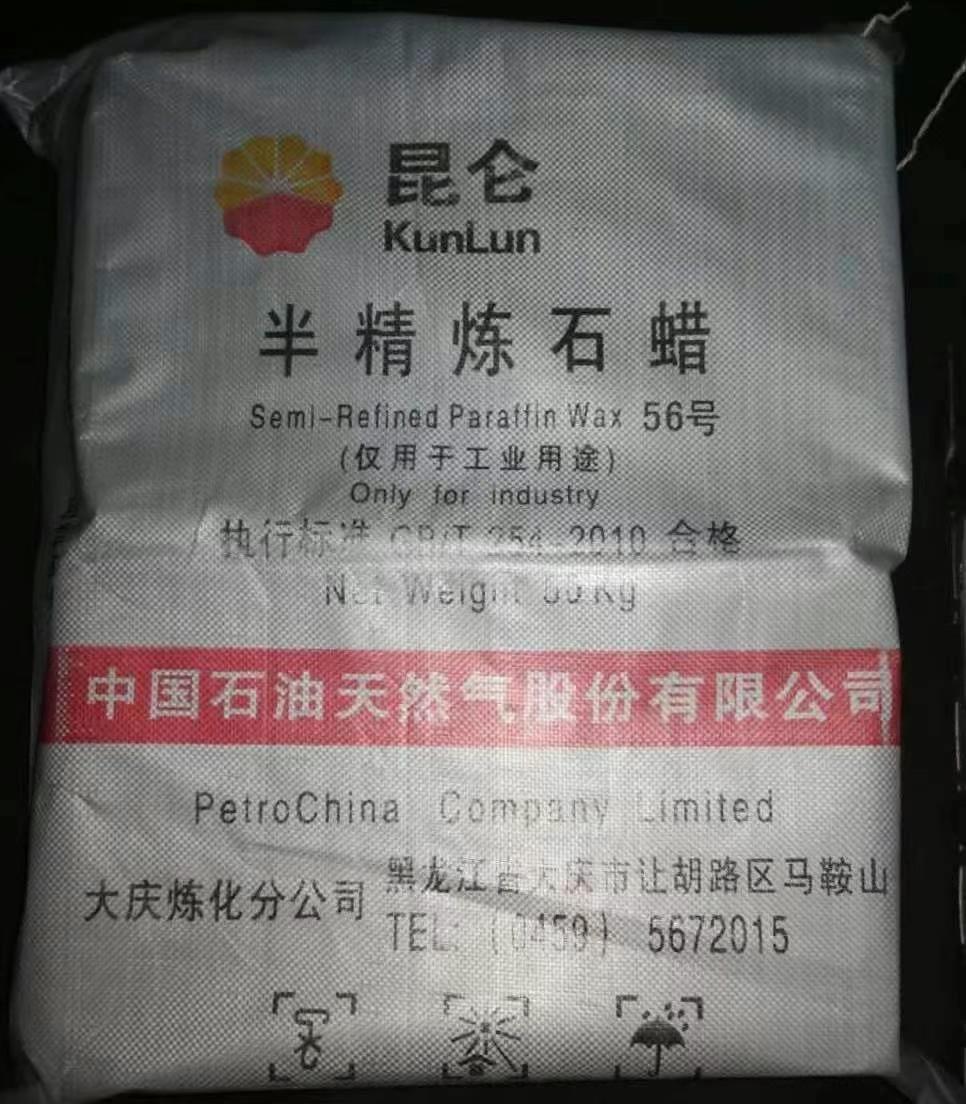 昆仑
KunLun
半精炼石蜡
Semi-Refined Paraffin Wax 56号
(仅用于工业用途)
Only for industry
执行标准 GB/T 254-2010 合格
Net Weight Kg
中国石油天然气股份有限公司
PetroChina Company Limited
大庆炼化分公司
黑龙江省大庆市让胡路区马鞍山
TEL: (0459) 5672015